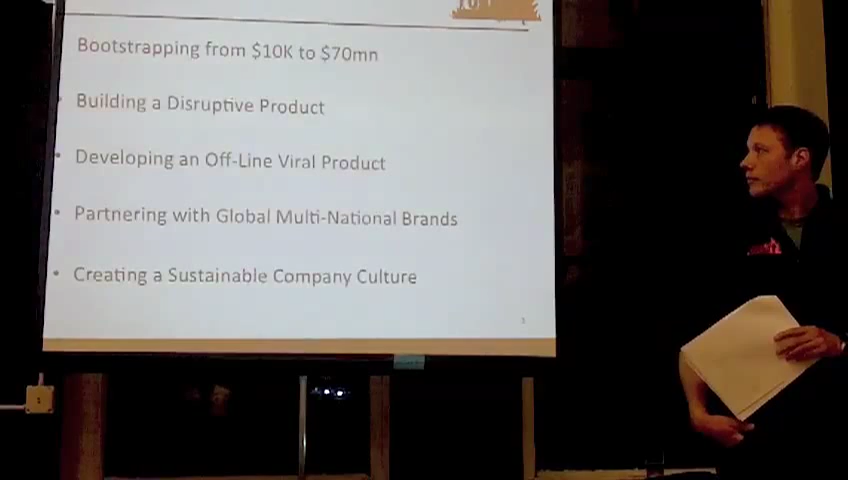 Bootstrapping from $10K to $70mn
• Building a Disruptive Product
• Developing an Off-Line Viral Product
• Partnering with Global Multi-National Brands
• Creating a Sustainable Company Culture